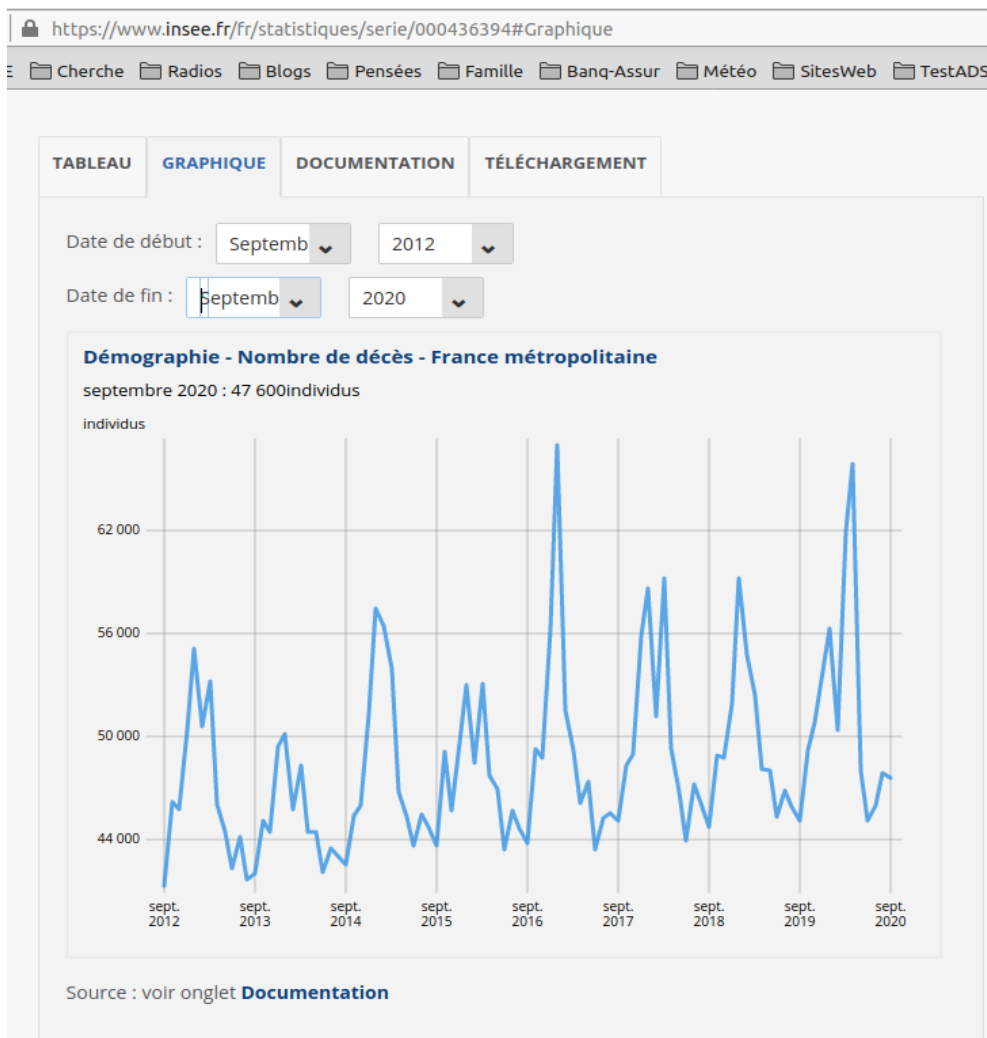 https://www.insee.fr/fr/statistiques/serie/000436394#Graphique
Cherche Radios Blogs Pensées Famille Banq-Assur Météo SitesWeb TestADS
TABLEAU GRAPHIQUE DOCUMENTATION TÉLÉCHARGEMENT
Date de début : Septemb 2012
Date de fin : Septemb 2020
Démographie - Nombre de décès - France métropolitaine
septembre 2020 : 47 600individus
individus
62 000
56 000
50 000
44 000
sept. sept. sept. sept. sept. sept. sept. sept. sept.
2012 2013 2014 2015 2016 2017 2018 2019 2020
Source : voir onglet Documentation